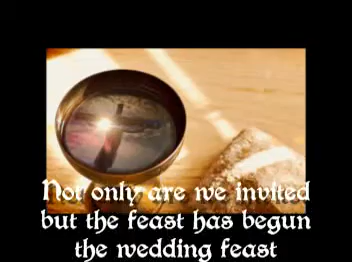 Not only are we invited
but the feast has begun
the wedding feast